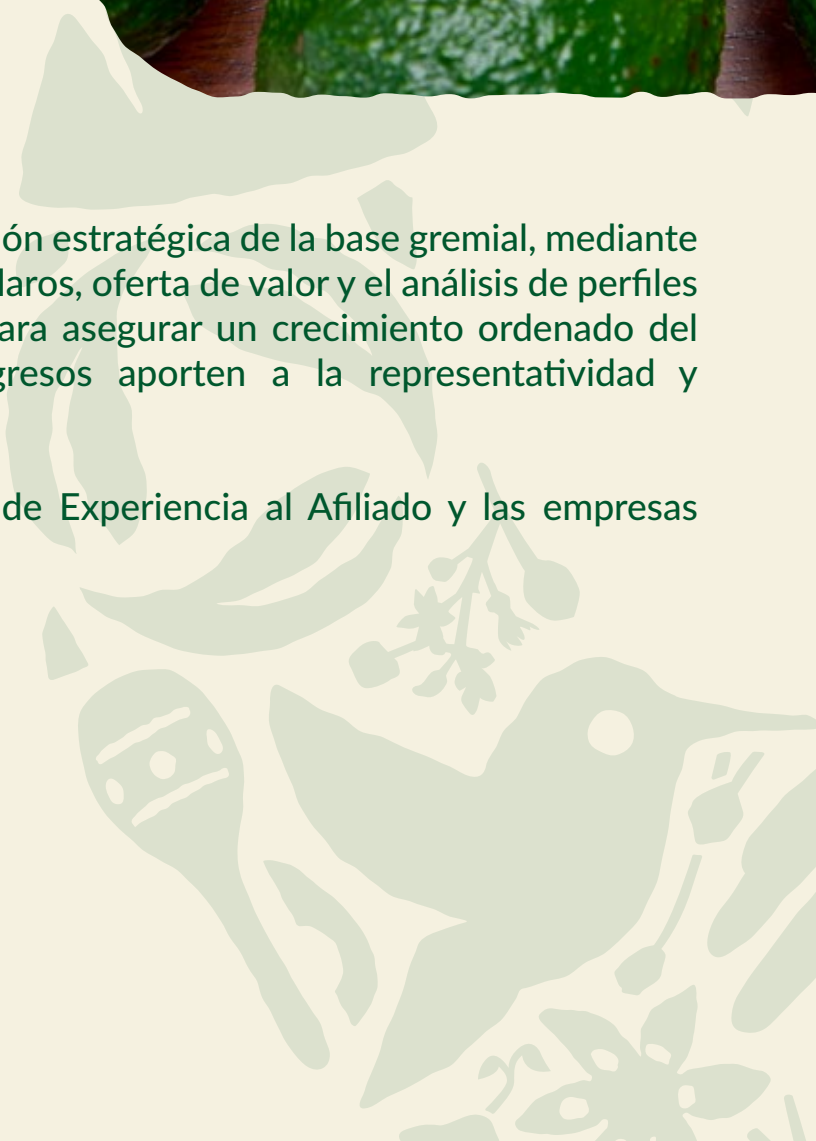 ón estratégica de la base gremial, mediante
laros, oferta de valor y el análisis de perfiles
ara asegurar un crecimiento ordenado del
gresos aporten a la representatividad y
de Experiencia al Afiliado y las empresas